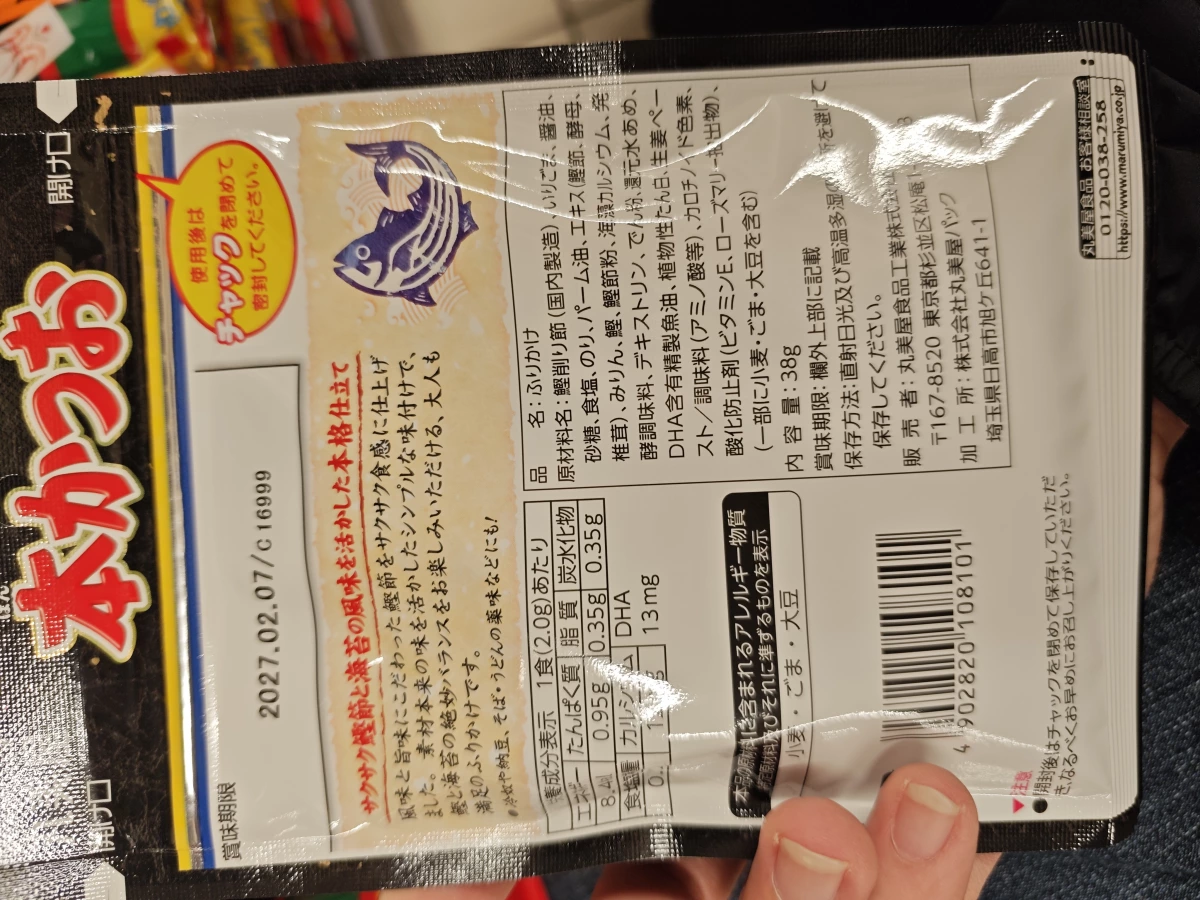 開け口
開け口
ほん
本かつお
使用後は
チャックを閉めて
密封してください。
賞味期限
2027.02.07/C16999
サクサク鰹節と海苔の風味を活かした本格仕立て
風味と旨味にこだわった鰹節をサクサク食感に仕上げ
ました。素材本来の味を活かしたシンプルな味付けで、
鰹と海苔の絶妙バランスをお楽しみいただける、大人も
満足のふりかけです。
●冷奴や納豆、そば・うどんの薬味などにも!
栄養成分表示 1食(2.0g)あたり
たんぱく質 脂質 炭水化物
0.95g 0.35g 0.35g
食塩 カルシウム DHA
13mg
品名:ふりかけ
原材料名:鰹削り節(国内製造)、いりごま、醤油、
砂糖、食塩、のり、パーム油、エキス(鰹節、酵母、
椎茸)、みりん、鰹、鰹節粉、海藻カルシウム、発
酵調味料、デキストリン、でん粉、還元水あめ、
DHA含有精製魚油、植物性たん白、生姜ペー
スト/調味料(アミノ酸等)、カロチノイド色素、
酸化防止剤(ビタミンE、ローズマリー抽出物)、
(一部に小麦・ごま・大豆を含む)
内容量:38g
賞味期限:欄外上部に記載
保存方法:直射日光及び高温多湿の 所を避けて
保存してください。
販売者:丸美屋食品工業株式会社
〒167-8520 東京都杉並区松庵
加工所:株式会社丸美屋パック
埼玉県日高市旭ケ丘641-1
本品の原材料に含まれるアレルギー物質
特定原材料及びそれに準ずるものを表示
小麦・ごま・大豆
4 902820 108101
注意
●開封後はチャックを閉めて保存していただ
き、なるべくお早めにお召し上がりください。
丸美屋食品 お客様相談室
0120-038-258
https://www.marumiya.co.jp